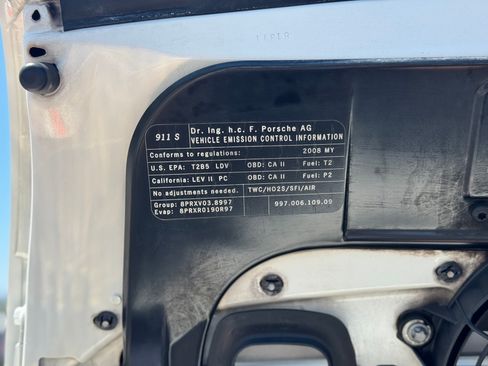 911 S Dr. Ing. h.c. F. Porsche AG
VEHICLE EMISSION CONTROL INFORMATION
Conforms to regulations: 2008 MY
U.S. EPA: T2B5 LDV OBD: CA II Fuel: T2
California: LEV II PC OBD: CA II Fuel: P2
No adjustments needed. TWC/HO2S/SFI/AIR
Group: 8PRXV03.8997
Evap: 8PRXR0190R97 997.006.109.09